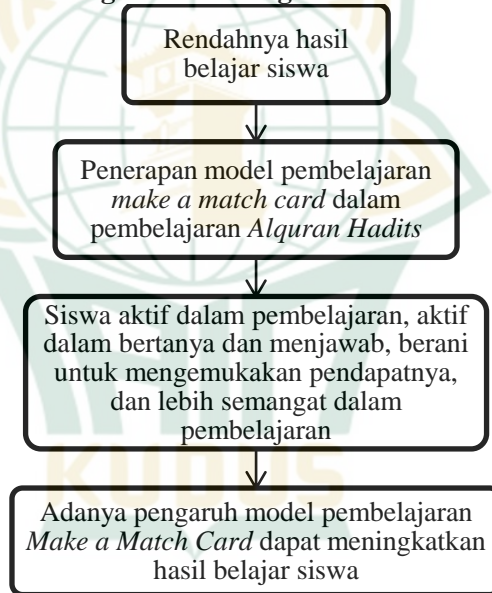 Rendahnya hasil
belajar siswa
Penerapan model pembelajaran
make a match card dalam
pembelajaran Alquran Hadits
Siswa aktif dalam pembelajaran, aktif
dalam bertanya dan menjawab, berani
untuk mengemukakan pendapatnya,
dan lebih semangat dalam
pembelajaran
KUDUS
Adanya pengaruh model pembelajaran
Make a Match Card dapat meningkatkan
hasil belajar siswa